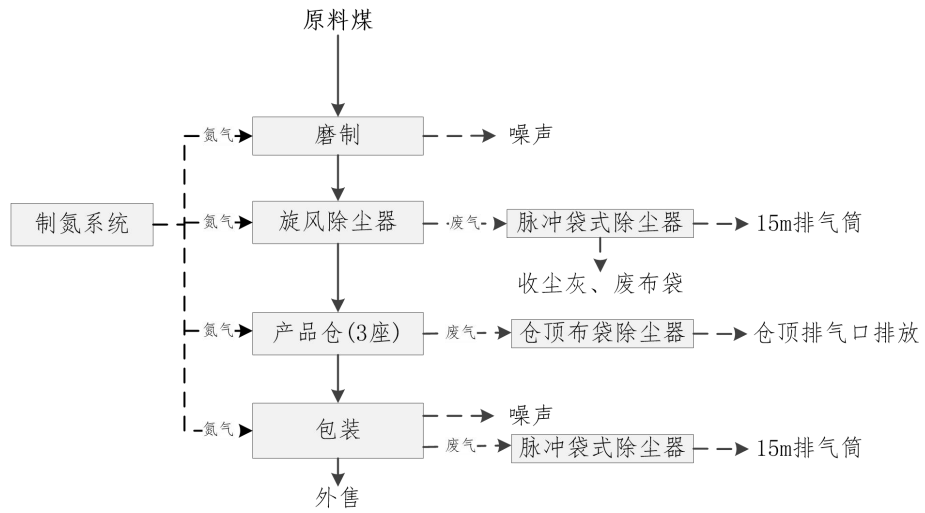 原料煤
氮气
磨制
噪声
制氮系统
氮气
旋风除尘器
废气
脉冲袋式除尘器
15m排气筒
收尘灰、废布袋
氮气
产品仓(3座)
废气
仓顶布袋除尘器
仓顶排气口排放
噪声
氮气
包装
废气
脉冲袋式除尘器
15m排气筒
外售